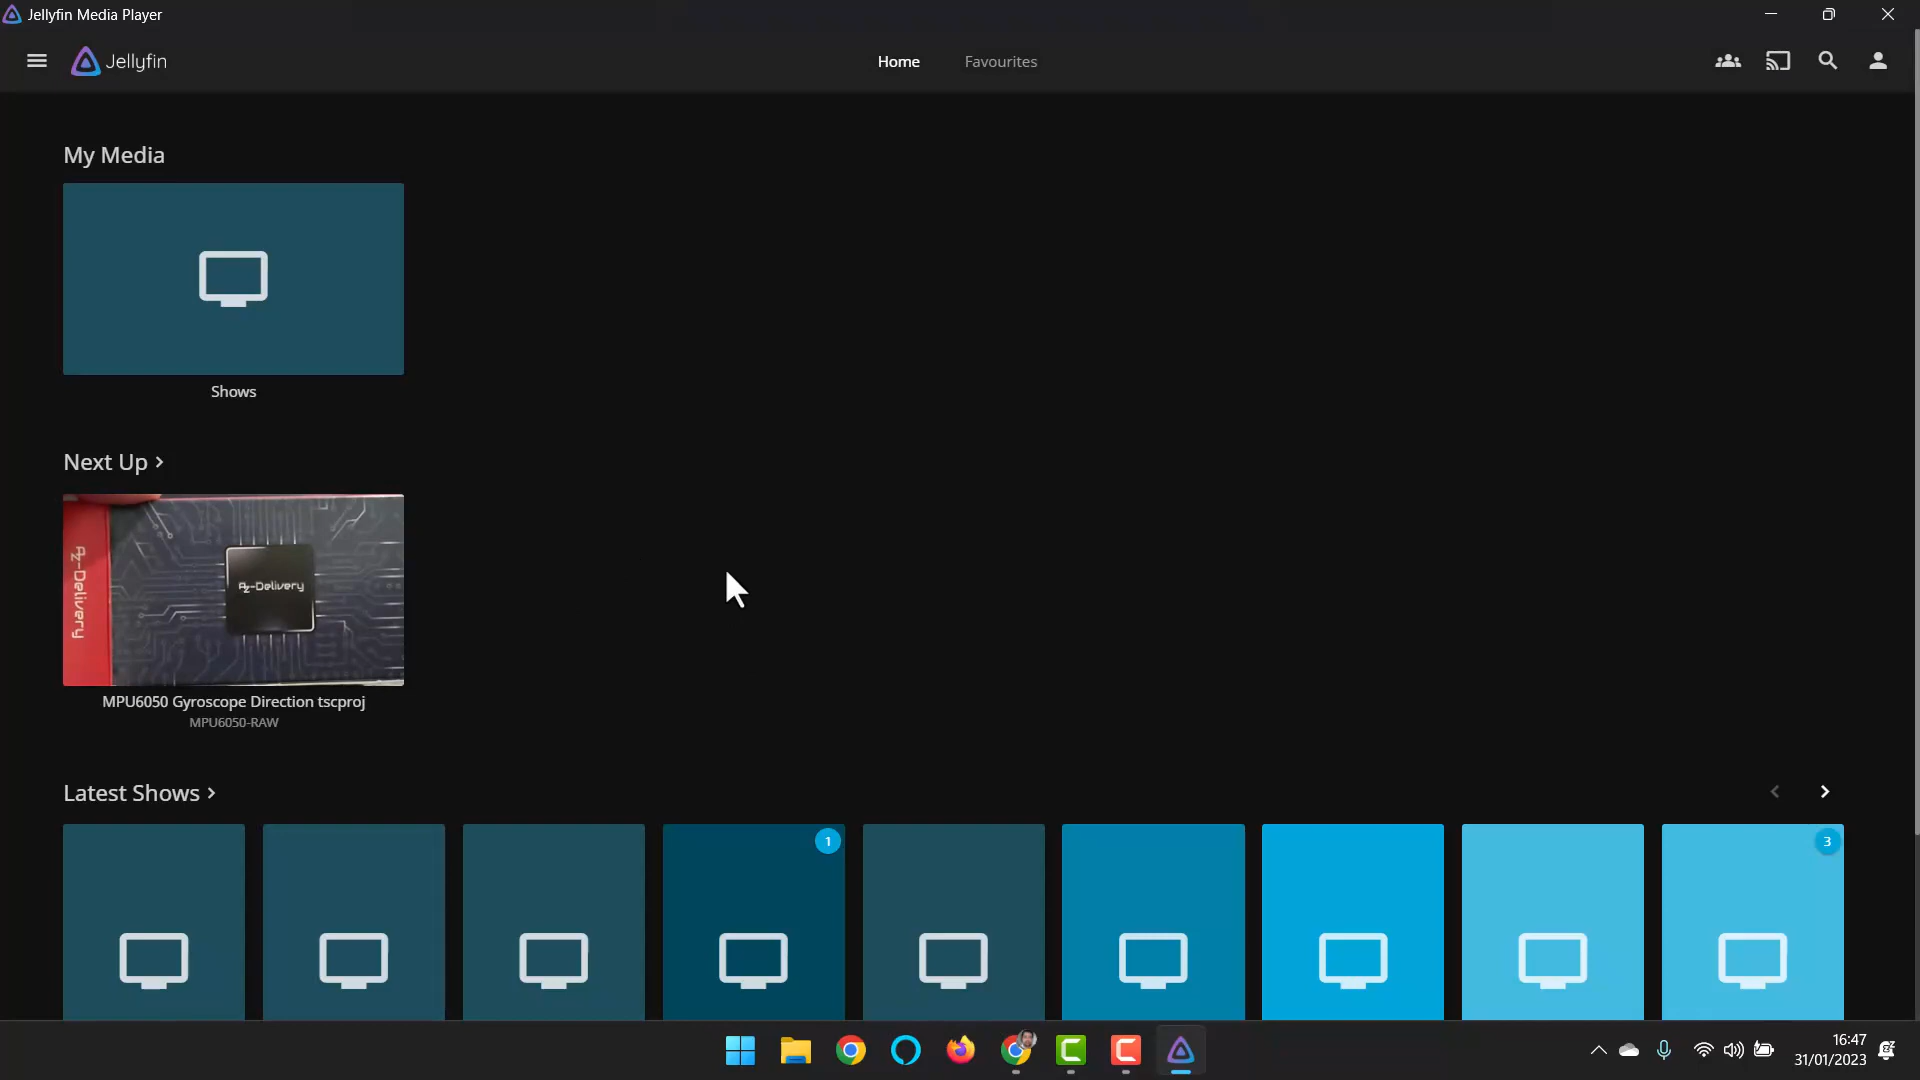 Jellyfin Media Player
Jellyfin
Home
Favourites
My Media
Shows
Next Up
Az-Delivery
Az-Delivery
MPU6050 Gyroscope Direction tscproj
MPU6050-RAW
Latest Shows
1
3
16:47
31/01/2023